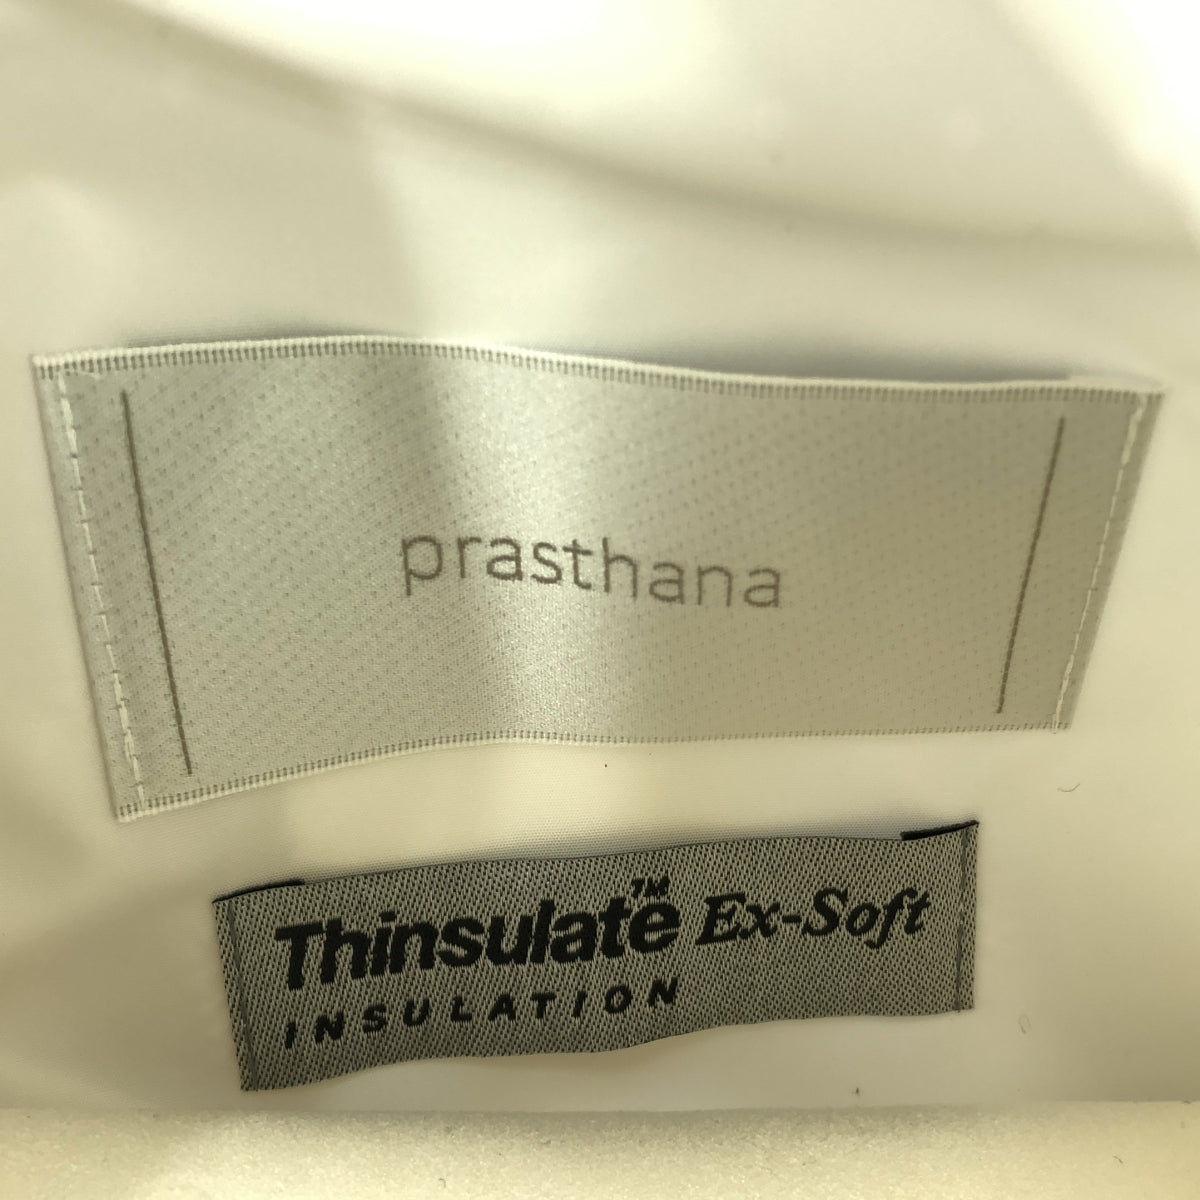 prasthana
Thinsulate™ Ex-Soft
INSULATION